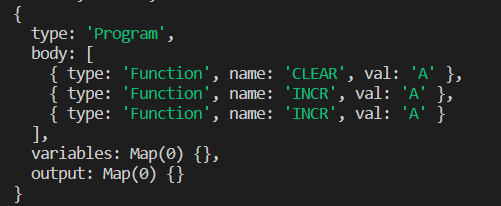 {
  type: 'Program',
  body: [
    { type: 'Function', name: 'CLEAR', val: 'A' },
    { type: 'Function', name: 'INCR', val: 'A' },
    { type: 'Function', name: 'INCR', val: 'A' }
  ],
  variables: Map(0) {},
  output: Map(0) {}
}